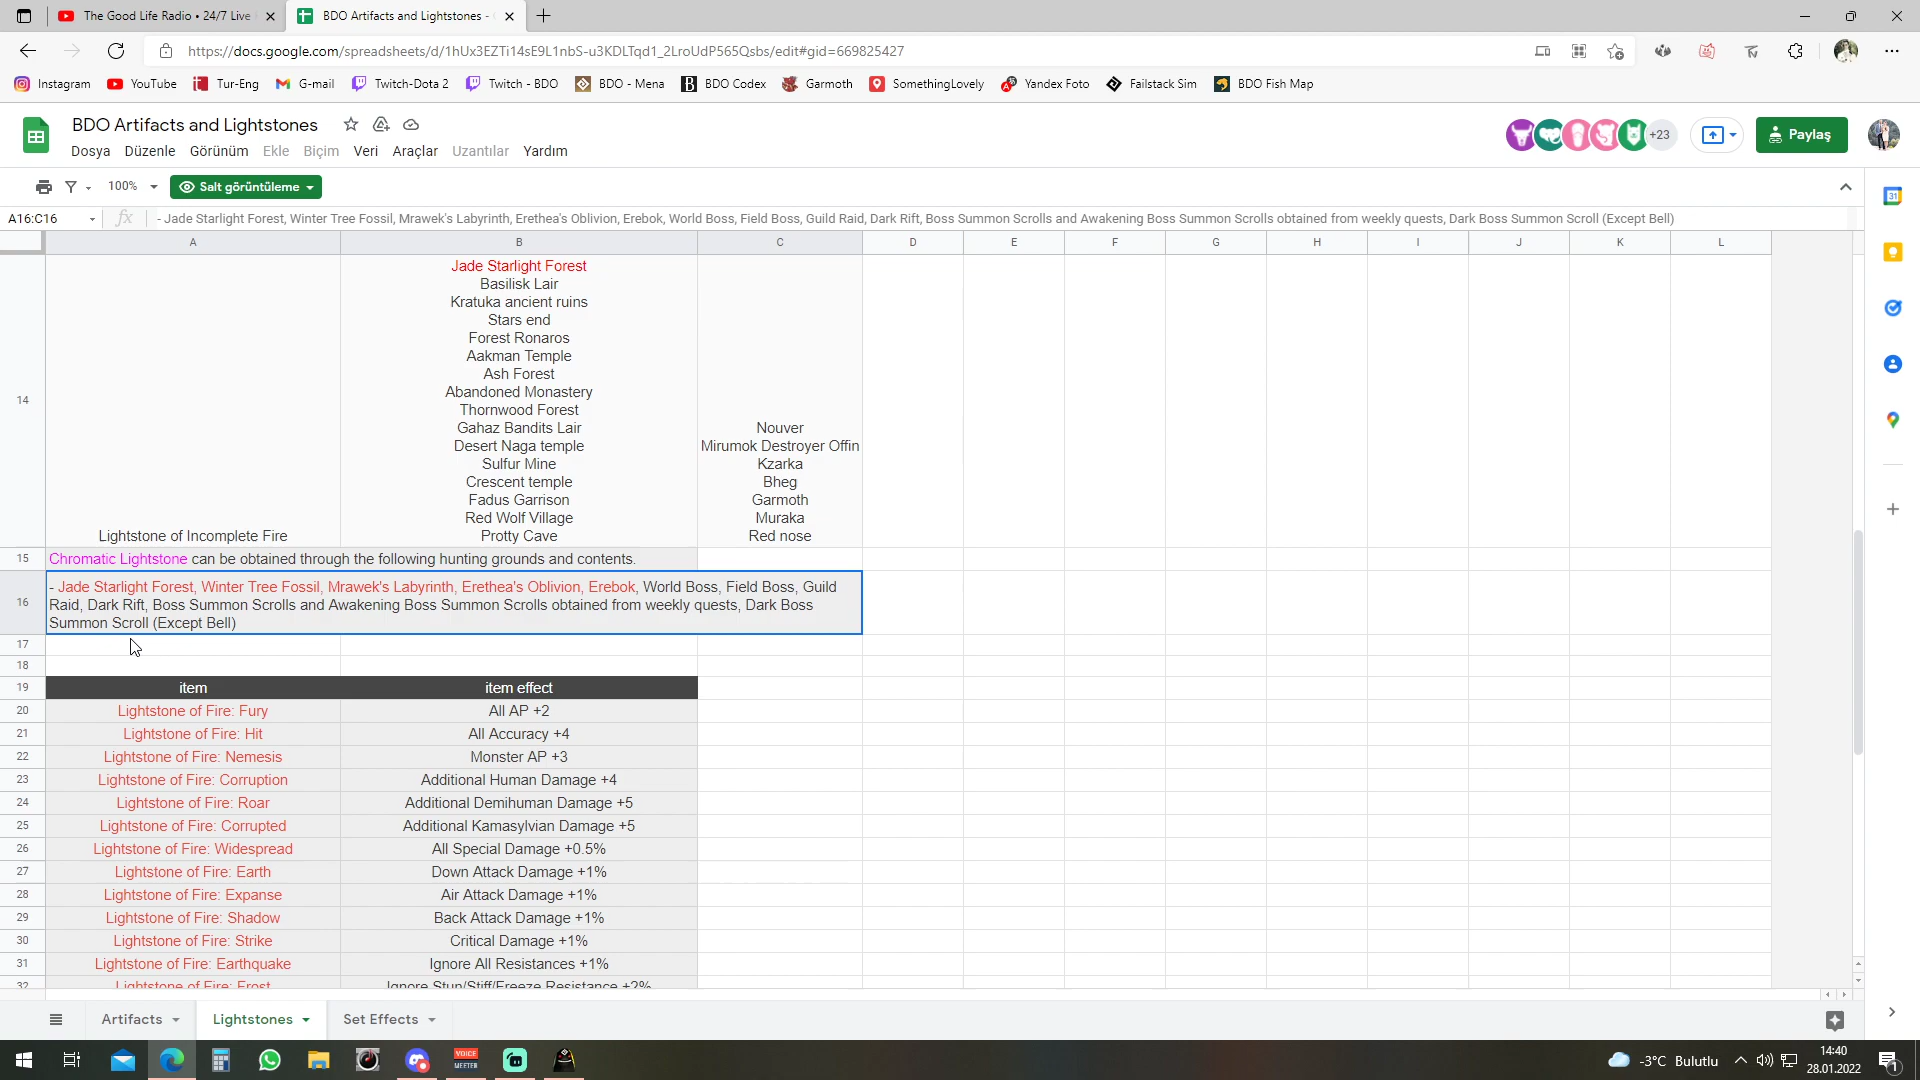 The Good Life Radio • 24/7 Live
BDO Artifacts and Lightstones -
https://docs.google.com/spreadsheets/d/1hUx3EZTi14sE9L1nbS-u3KDLTqd1_2LroUdP565Qsbs/edit#gid=669825427
Instagram YouTube Tur-Eng G-mail Twitch-Dota 2 Twitch - BDO BDO - Mena BDO Codex Garmoth SomethingLovely Yandex Foto Failstack Sim BDO Fish Map
BDO Artifacts and Lightstones
+23
Paylaş
Dosya Düzenle Görünüm Ekle Biçim Veri Araçlar Uzantılar Yardım
100% Salt görüntüleme
A16:C16 fx - Jade Starlight Forest, Winter Tree Fossil, Mrawek's Labyrinth, Erethea's Oblivion, Erebok, World Boss, Field Boss, Guild Raid, Dark Rift, Boss Summon Scrolls and Awakening Boss Summon Scrolls obtained from weekly quests, Dark Boss Summon Scroll (Except Bell)
A B C D E F G H I J K L
Jade Starlight Forest
Basilisk Lair
Kratuka ancient ruins
Stars end
Forest Ronaros
Aakman Temple
Ash Forest
14
Abandoned Monastery
Thornwood Forest
Gahaz Bandits Lair Nouver
Desert Naga temple Mirumok Destroyer Offin
Sulfur Mine Kzarka
Crescent temple Bheg
Fadus Garrison Garmoth
Red Wolf Village Muraka
Lightstone of Incomplete Fire Protty Cave Red nose
15 Chromatic Lightstone can be obtained through the following hunting grounds and contents.
- Jade Starlight Forest, Winter Tree Fossil, Mrawek's Labyrinth, Erethea's Oblivion, Erebok, World Boss, Field Boss, Guild
16 Raid, Dark Rift, Boss Summon Scrolls and Awakening Boss Summon Scrolls obtained from weekly quests, Dark Boss
Summon Scroll (Except Bell)
17
18
19 item item effect
20 Lightstone of Fire: Fury All AP +2
21 Lightstone of Fire: Hit All Accuracy +4
22 Lightstone of Fire: Nemesis Monster AP +3
23 Lightstone of Fire: Corruption Additional Human Damage +4
24 Lightstone of Fire: Roar Additional Demihuman Damage +5
25 Lightstone of Fire: Corrupted Additional Kamasylvian Damage +5
26 Lightstone of Fire: Widespread All Special Damage +0.5%
27 Lightstone of Fire: Earth Down Attack Damage +1%
28 Lightstone of Fire: Expanse Air Attack Damage +1%
29 Lightstone of Fire: Shadow Back Attack Damage +1%
30 Lightstone of Fire: Strike Critical Damage +1%
31 Lightstone of Fire: Earthquake Ignore All Resistances +1%
32 Lightstone of Fire: Frost Ignore Stun/Stiff/Freeze Resistance +2%
Artifacts Lightstones Set Effects
VOICE
MEETER
-3°C Bulutlu
14:40
28.01.2022
1